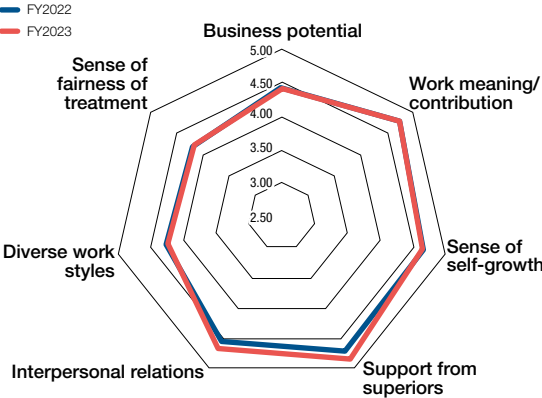 FY2022
FY2023
Business potential
5.00
4.50
4.00
3.50
3.00
2.50
Sense of
fairness of
treatment
Work meaning/
contribution
Diverse work
styles
Sense of
self-growth
Interpersonal relations
Support from
superiors